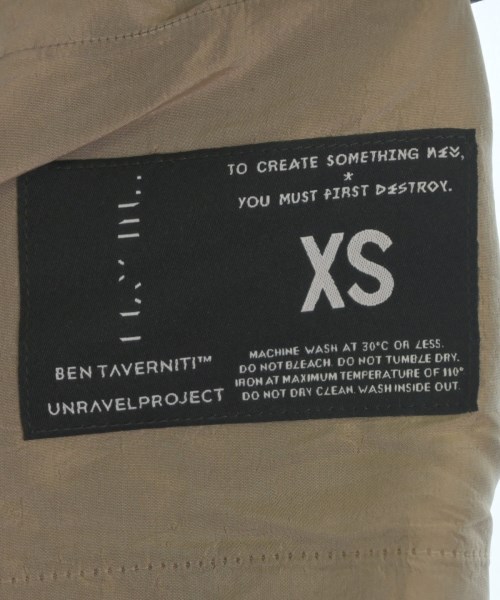 TO CREATE SOMETHING NEW,
*
YOU MUST FIRST DESTROY.
XS
BEN TAVERNITI™
UNRAVELPROJECT
MACHINE WASH AT 30°C OR LESS.
DO NOT BLEACH. DO NOT TUMBLE DRY.
IRON AT MAXIMUM TEMPERATURE OF 110°
DO NOT DRY CLEAN. WASH INSIDE OUT.